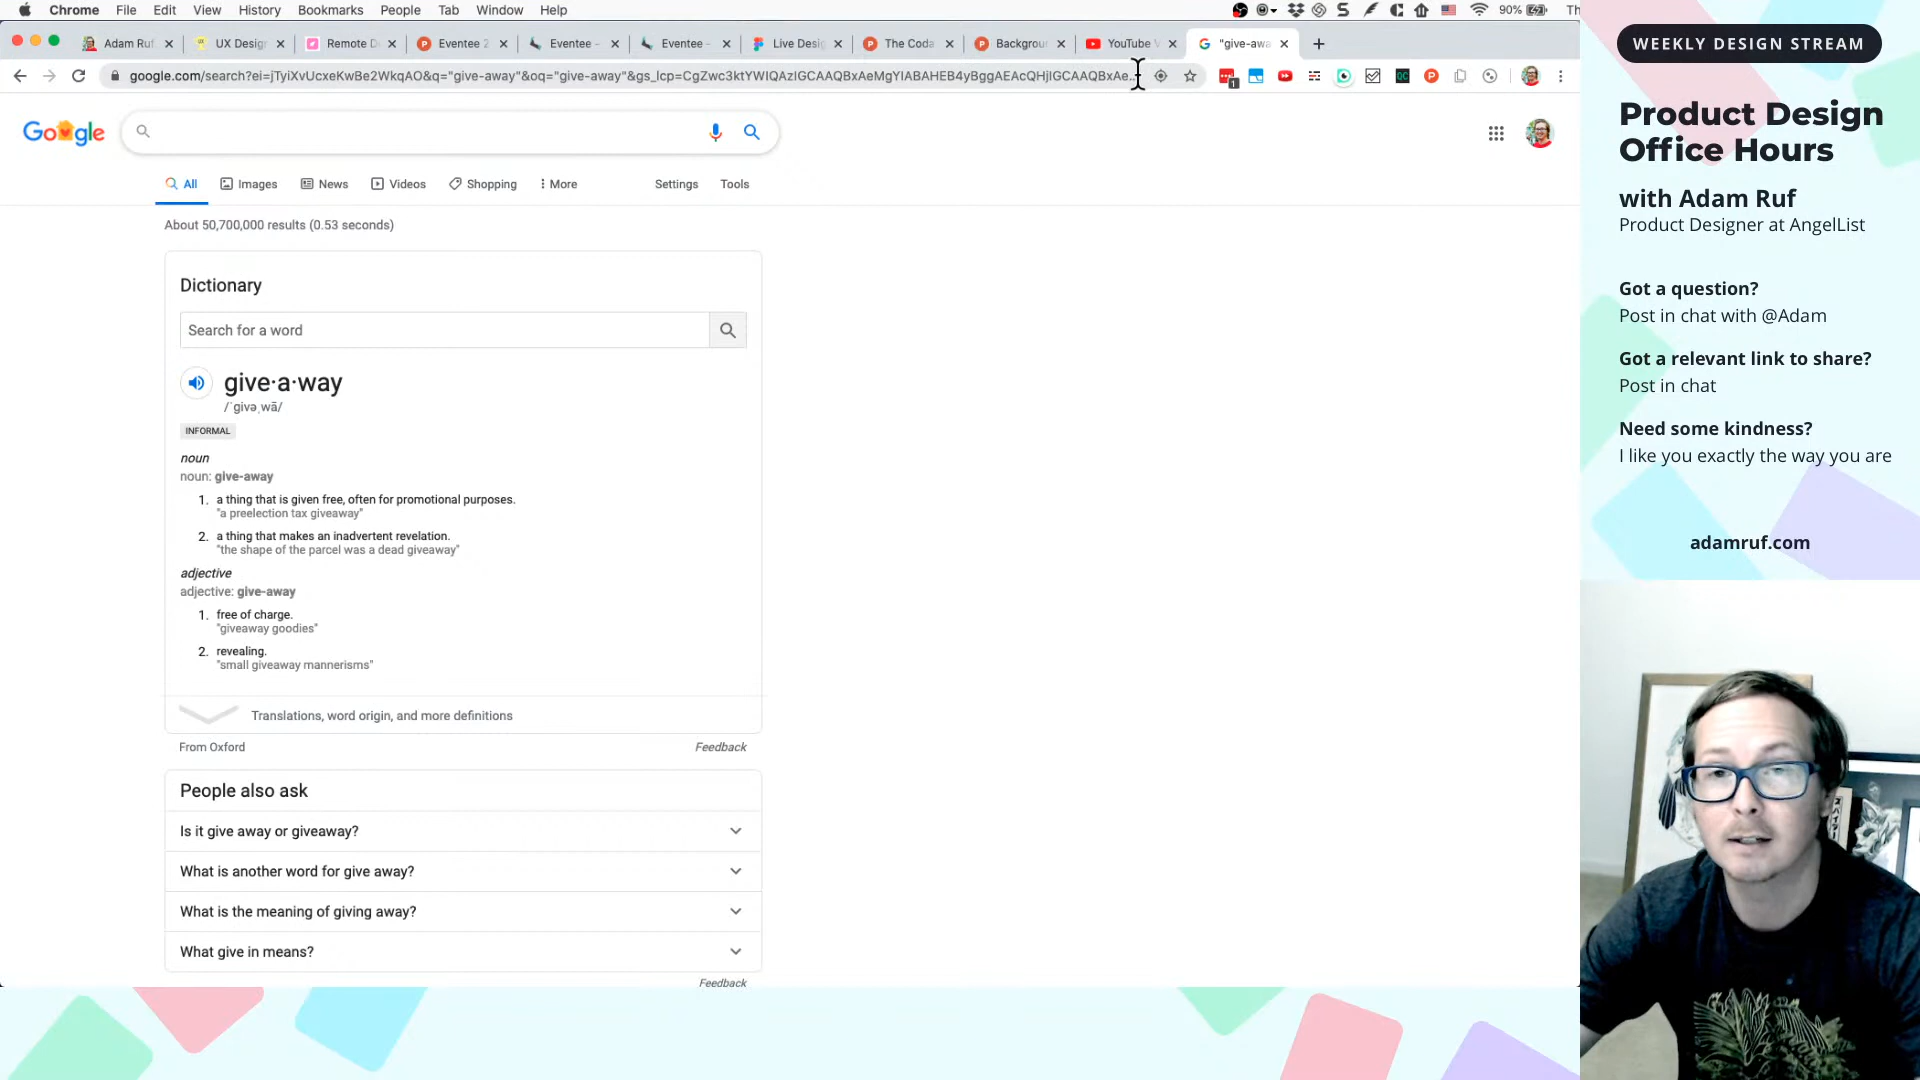 Chrome File Edit View History Bookmarks People Tab Window Help 90% Th
Adam Ruf UX Desig Remote D Eventee 2 Eventee - Eventee - Live Desig The Coda Backgrou YouTube V "give-awa
google.com/search?ei=jTyiXvUcxeKwBe2WkqAO&q="give-away"&oq="give-away"&gs_lcp=CgZwc3ktYWIQAzIGCAAQBxAeMgYIABAHEB4yBggAEAcQHjIGCAAQBxAe...
Google
All Images News Videos Shopping More Settings Tools
About 50,700,000 results (0.53 seconds)
Dictionary
Search for a word
give·a·way
/ˈɡivəˌwā/
INFORMAL
noun
noun: give-away
1. a thing that is given free, often for promotional purposes.
"a preelection tax giveaway"
2. a thing that makes an inadvertent revelation.
"the shape of the parcel was a dead giveaway"
adjective
adjective: give-away
1. free of charge.
"giveaway goodies"
2. revealing.
"small giveaway mannerisms"
Translations, word origin, and more definitions
From Oxford Feedback
People also ask
Is it give away or giveaway?
What is another word for give away?
What is the meaning of giving away?
What give in means?
Feedback
WEEKLY DESIGN STREAM
Product Design
Office Hours
with Adam Ruf
Product Designer at AngelList
Got a question?
Post in chat with @Adam
Got a relevant link to share?
Post in chat
Need some kindness?
I like you exactly the way you are
adamruf.com